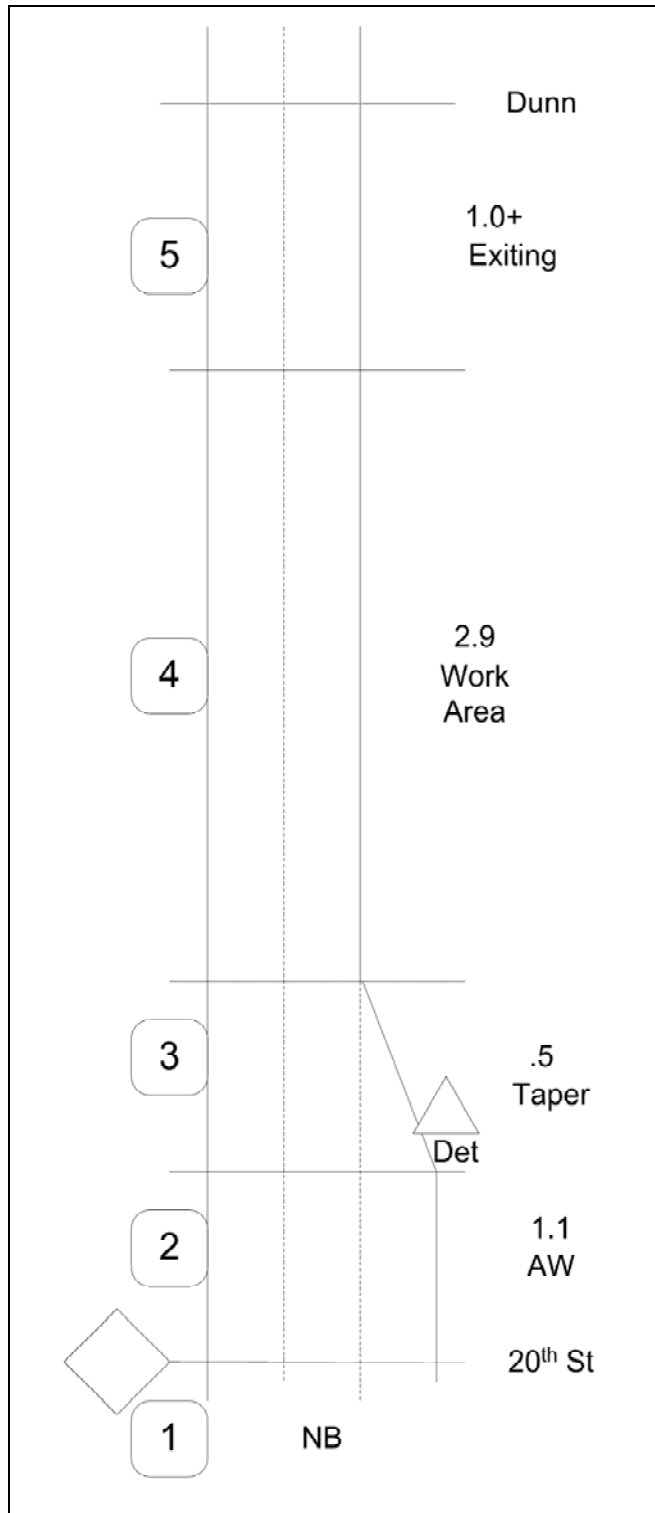 Dunn
5
1.0+
Exiting
4
2.9
Work
Area
3
.5
Taper
Det
2
1.1
AW
20th St
1
NB